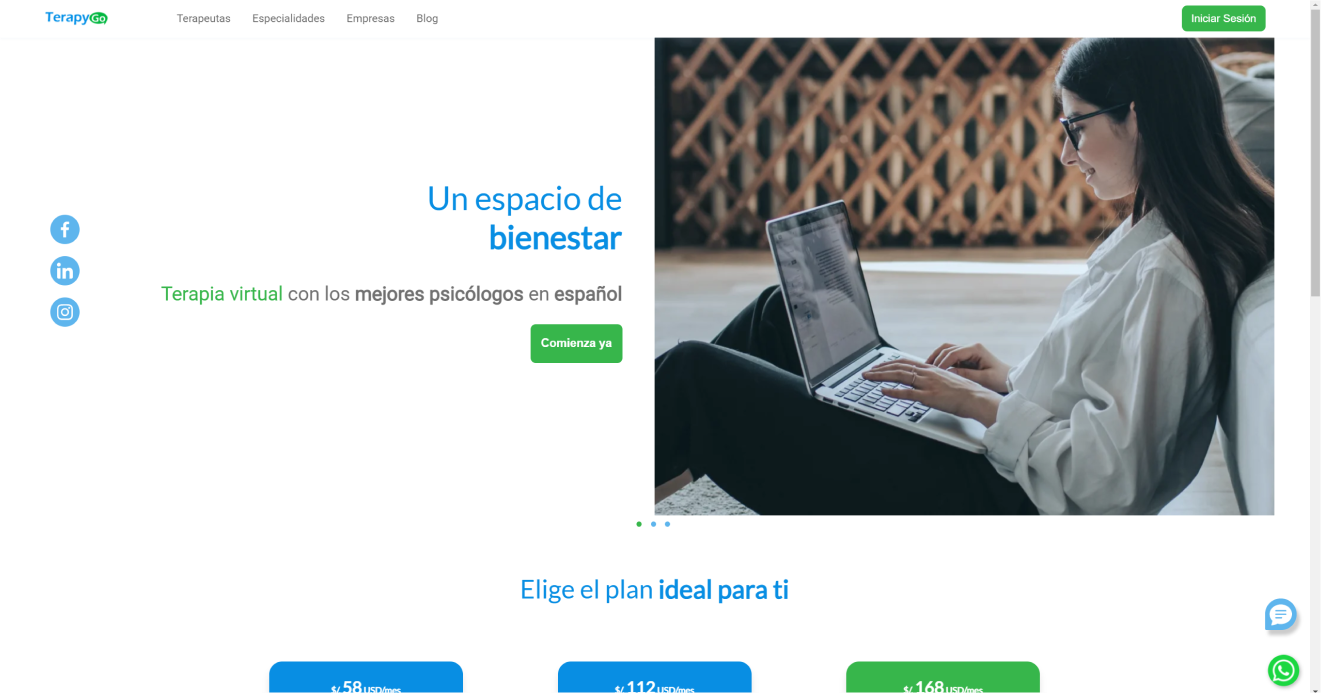 TerapyGo
Terapeutas
Especialidades
Empresas
Blog
Iniciar Sesión
Un espacio de
bienestar
Terapia virtual con los mejores psicólogos en español
Comienza ya
Elige el plan ideal para ti
$/ 58 USD/mes
$/ 112 USD/mes
$/ 168 USD/mes